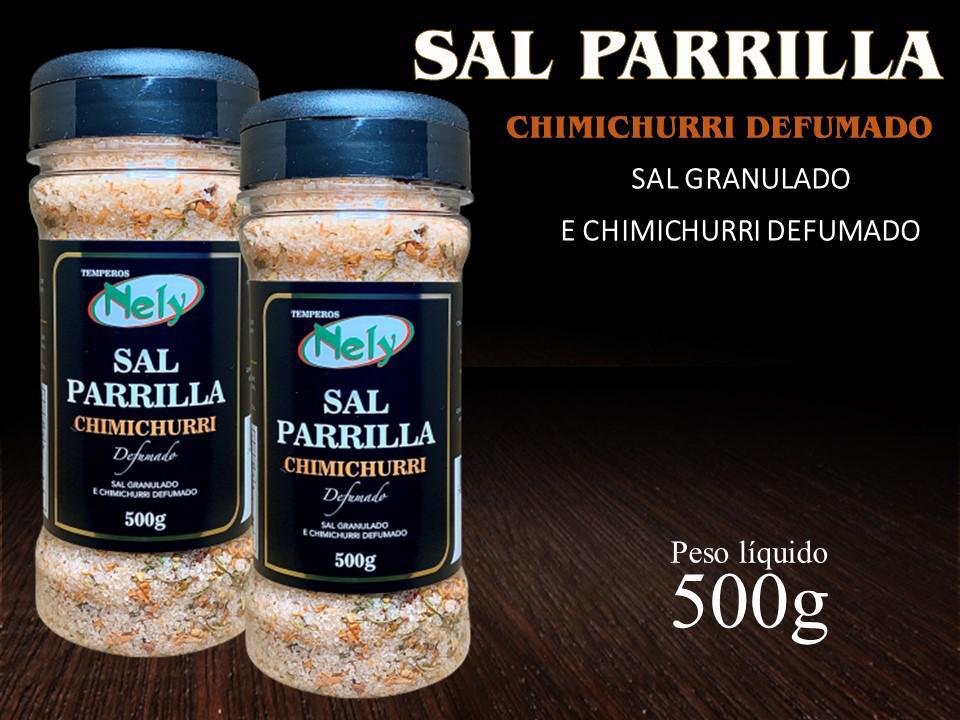 SAL PARRILLA
CHIMICHURRI DEFUMADO
SAL GRANULADO
E CHIMICHURRI DEFUMADO
TEMPEROS
Nely
SAL
PARRILLA
CHIMICHURRI
Defumado
SAL GRANULADO
E CHIMICHURRI DEFUMADO
500g
TEMPEROS
Nely
SAL
PARRILLA
CHIMICHURRI
Defumado
SAL GRANULADO
E CHIMICHURRI DEFUMADO
500g
Peso líquido
500g